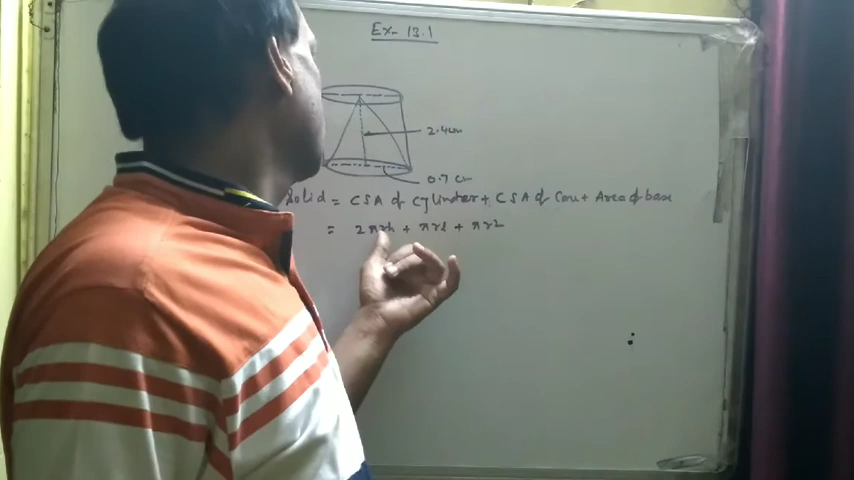 Ex- 13.1
2.4cm
0.7 cm
Solid = CSA of Cylinder + CSA of Cone + Area of base
= 2πrh + πrl + πr2